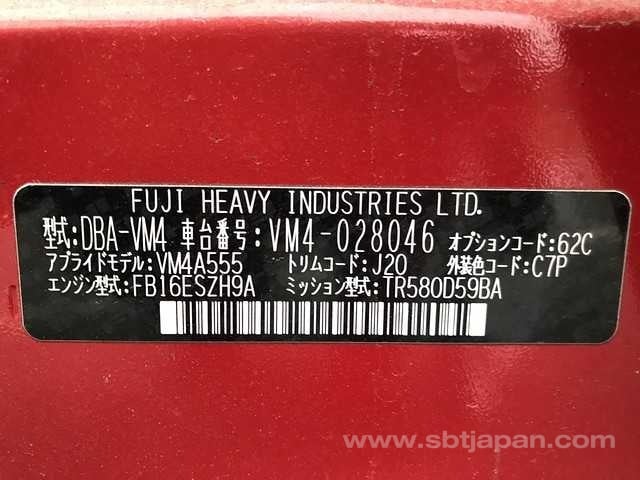 FUJI HEAVY INDUSTRIES LTD.
型式:DBA-VM4 車台番号:VM4-028046 オプションコード:62C
アプライドモデル:VM4A555 トリムコード:J20 外装色コード:C7P
エンジン型式:FB16ESZH9A ミッション型式:TR580D59BA
www.sbtjapan.com